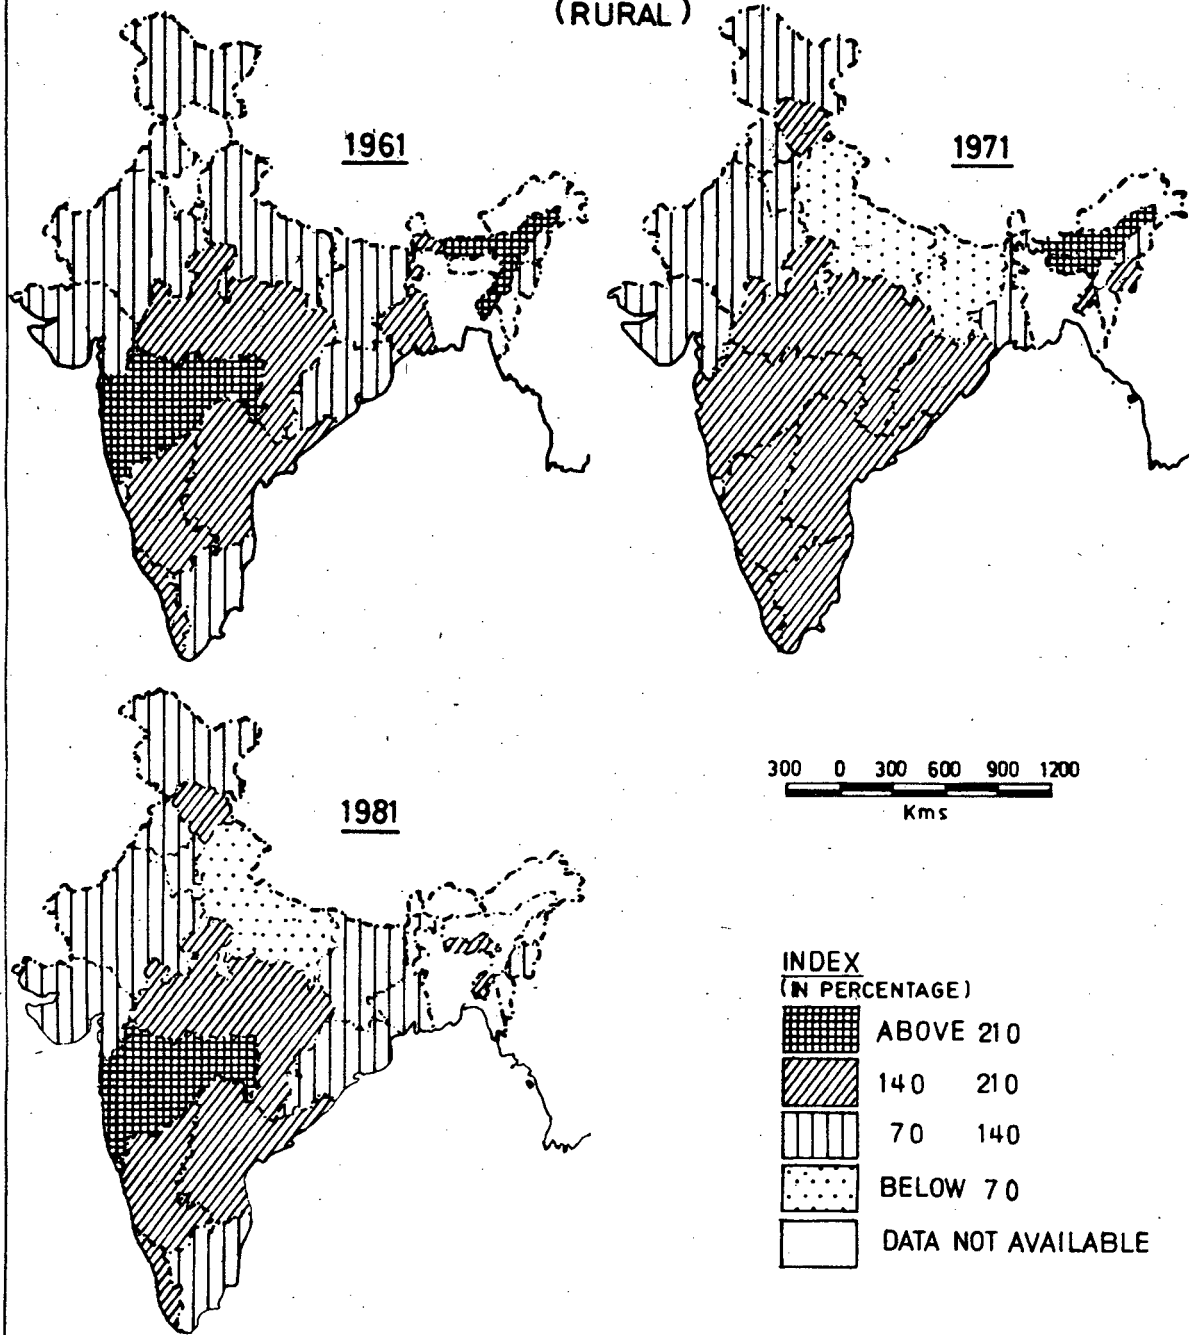 (RURAL)
1961
1971
1981
300 0 300 600 900 1200
Kms
INDEX
(IN PERCENTAGE)
ABOVE 210
140 210
70 140
BELOW 70
DATA NOT AVAILABLE